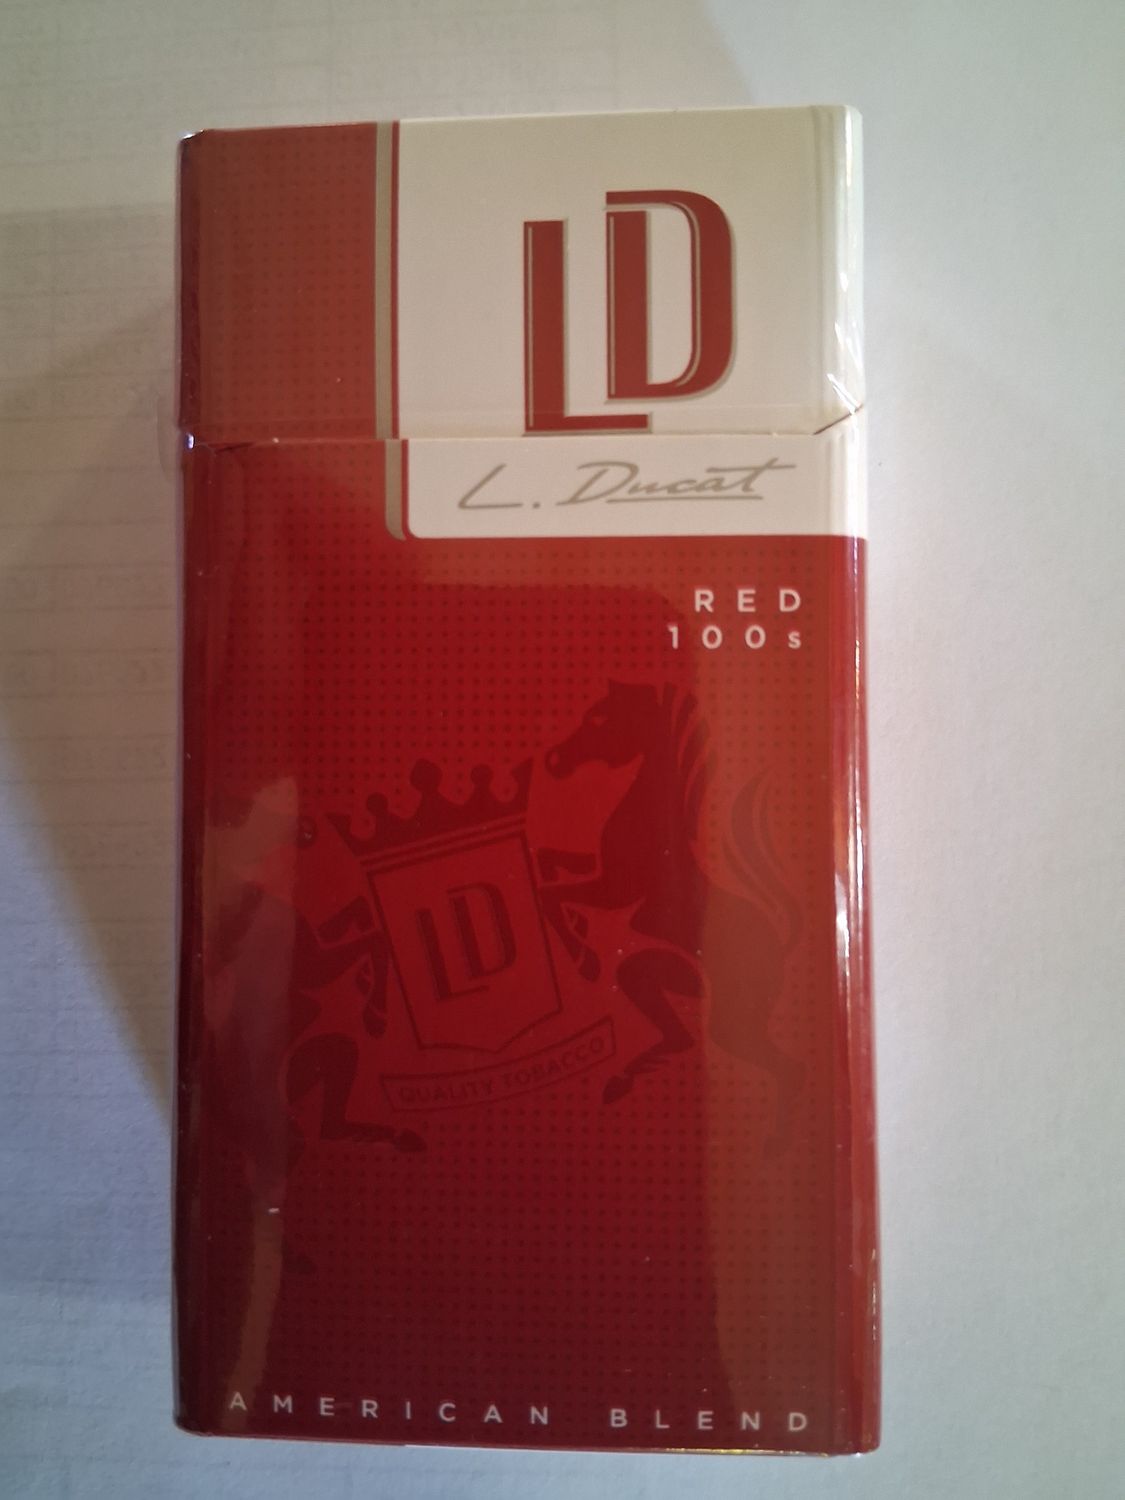 LD
L. Ducat
RED
100s
LD
QUALITY TOBACCO
AMERICAN BLEND